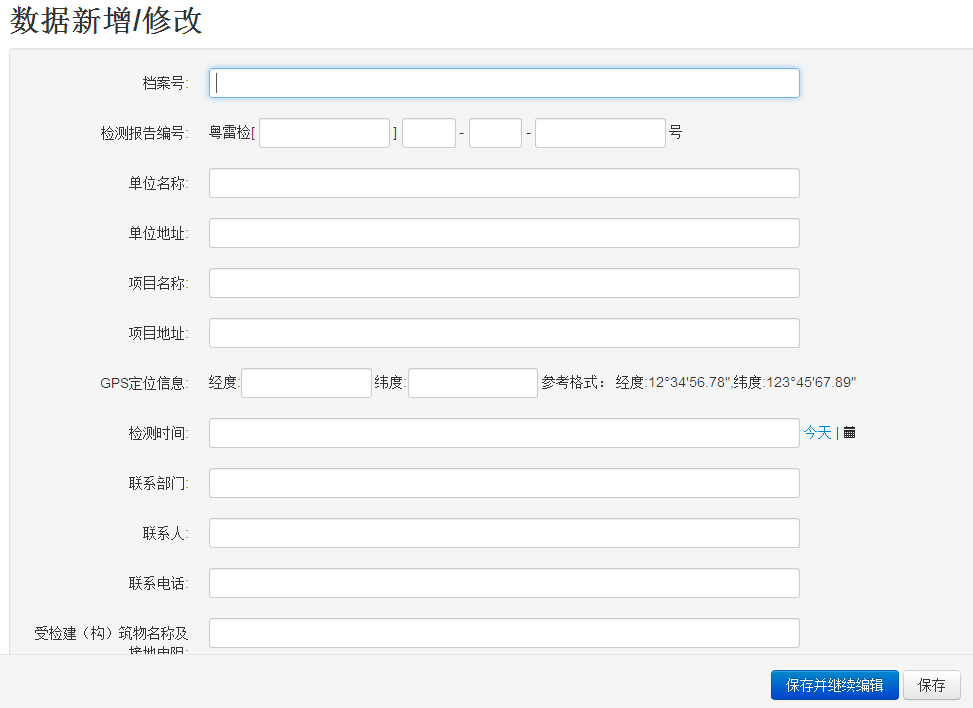 数据新增/修改
档案号:
检测报告编号: 粤雷检[ ] - - 号
单位名称:
单位地址:
项目名称:
项目地址:
GPS定位信息: 经度: 纬度: 参考格式： 经度:12°34'56.78",纬度:123°45'67.89"
检测时间: 今天 |
联系部门:
联系人:
联系电话:
受检建（构）筑物名称及
接地电阻:
保存并继续编辑 保存